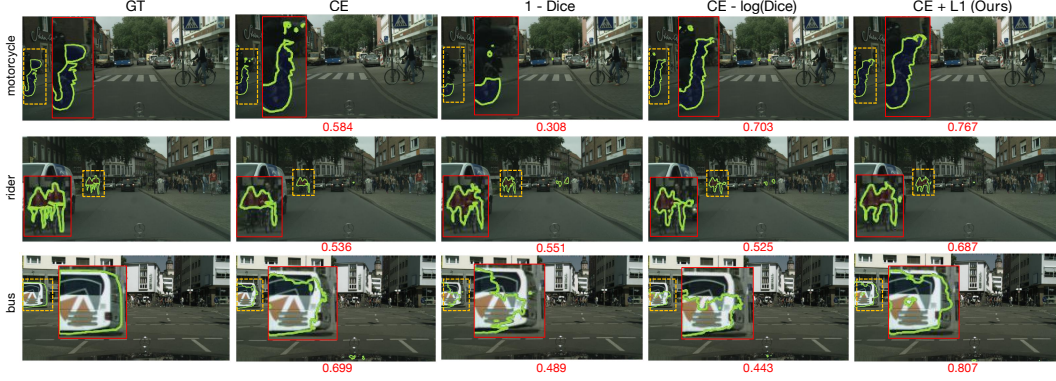 GT CE 1 - Dice CE - log(Dice) CE + L1 (Ours)
motorcycle
0.584 0.308 0.703 0.767
rider
0.536 0.551 0.525 0.687
bus
0.699 0.489 0.443 0.807